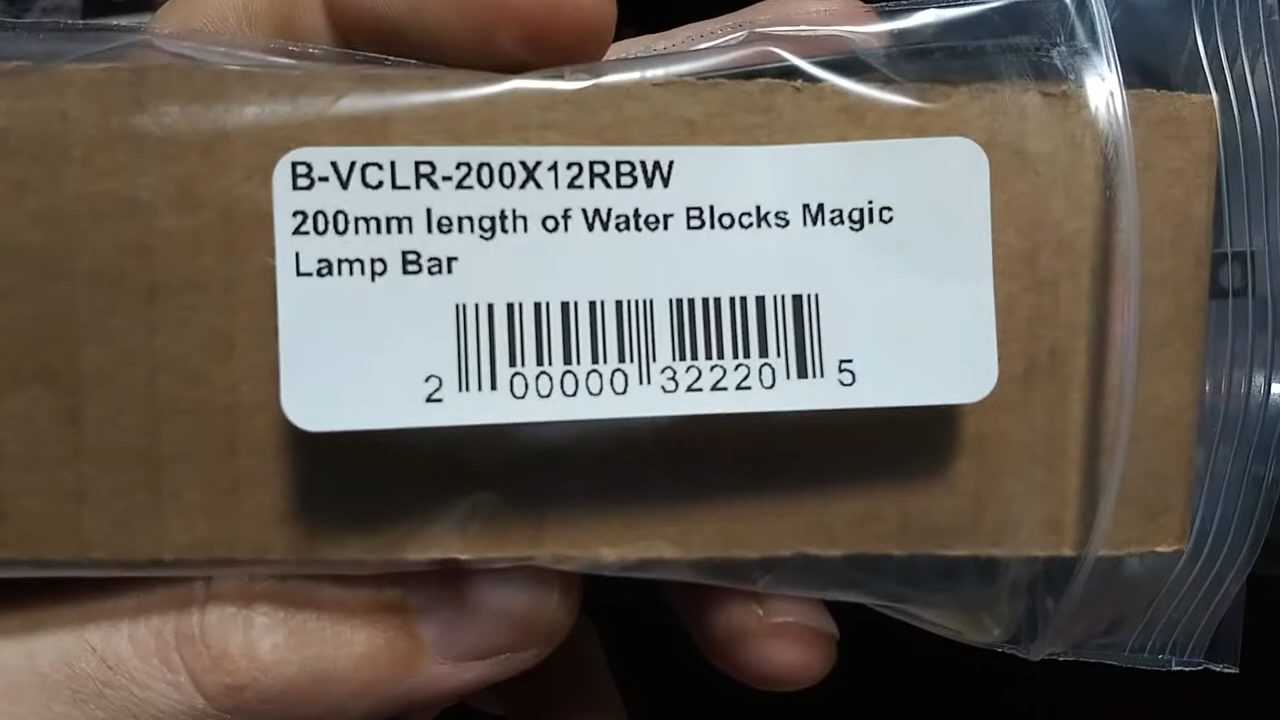 B-VCLR-200X12RBW
200mm length of Water Blocks Magic
Lamp Bar
2 00000 32220 5